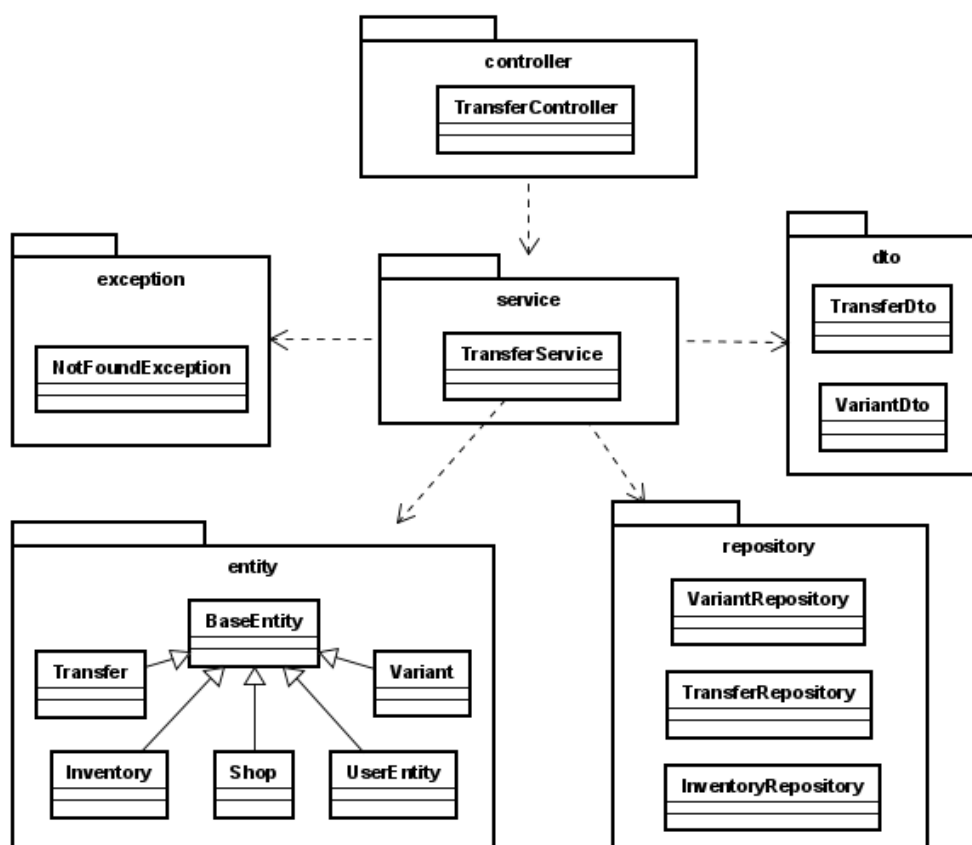 controller
TransferController
exception
NotFoundException
service
TransferService
dto
TransferDto
VariantDto
entity
BaseEntity
Transfer
Variant
Inventory
Shop
UserEntity
repository
VariantRepository
TransferRepository
InventoryRepository